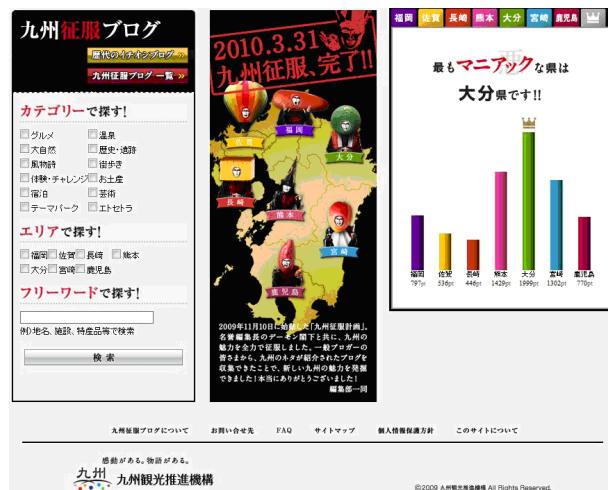 九州征服ブログ
歴代のイチオシブログ »
九州征服ブログ 一覧 »
カテゴリーで探す!
グルメ 温泉
大自然 歴史・遺跡
風物詩 街歩き
体験・チャレンジ お土産
宿泊 芸術
テーマパーク エトセトラ
エリアで探す!
福岡 佐賀 長崎 熊本
大分 宮崎 鹿児島
フリーワードで探す!
例)地名、施設、特産品等で検索
検索
2010.3.31
九州征服、完了!!
福岡
佐賀
大分
長崎
熊本
宮崎
鹿児島
2009年11月10日に始動した「九州征服計画」。
名誉編集長のデーモン閣下と共に、九州の
魅力を全力で征服しました。一般ブロガーの
皆さまから、九州のネタが紹介されたブログを
収集できたことで、新しい九州の魅力を発掘
できました!本当にありがとうございました!
編集部一同
福岡 佐賀 長崎 熊本 大分 宮崎 鹿児島
悪
最もマニアックな県は
大分県です!!
福岡 佐賀 長崎 熊本 大分 宮崎 鹿児島
797pt 536pt 446pt 1429pt 1999pt 1302pt 770pt
九州征服ブログについて お問い合せ先 FAQ サイトマップ 個人情報保護方針 このサイトについて
感動がある。物語がある。
九州 九州観光推進機構
©2009 九州観光推進機構 All Rights Reserved.